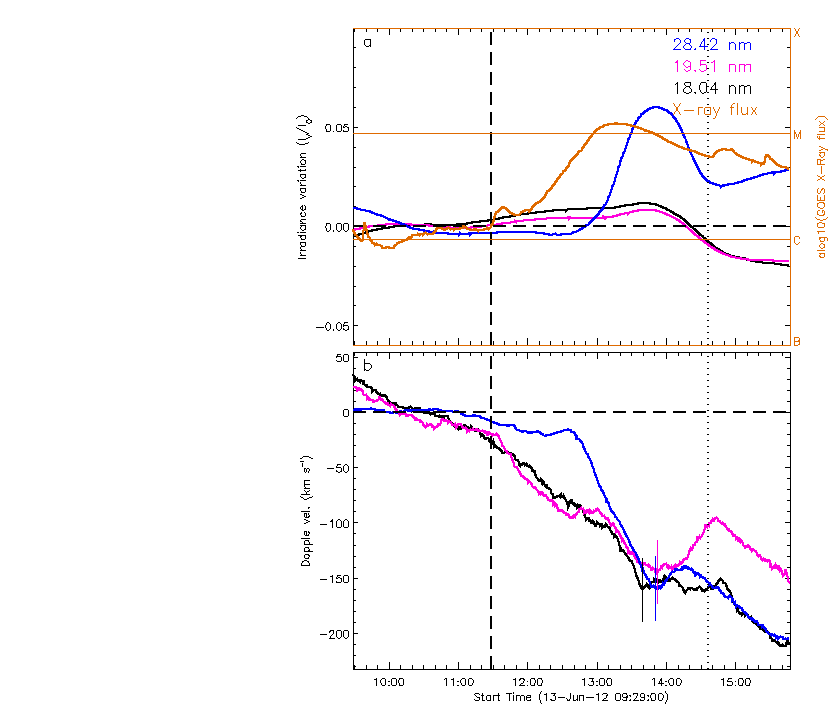 a
28.42 nm
19.51 nm
18.04 nm
X-ray flux
X
M
C
B
0.05
0.00
-0.05
Irradiance variation (I_v/I_0)
alog10(GOES X-Ray flux)
b
50
0
-50
-100
-150
-200
Dopple vel. (km s⁻¹)
10:00 11:00 12:00 13:00 14:00 15:00
Start Time (13-Jun-12 09:29:00)